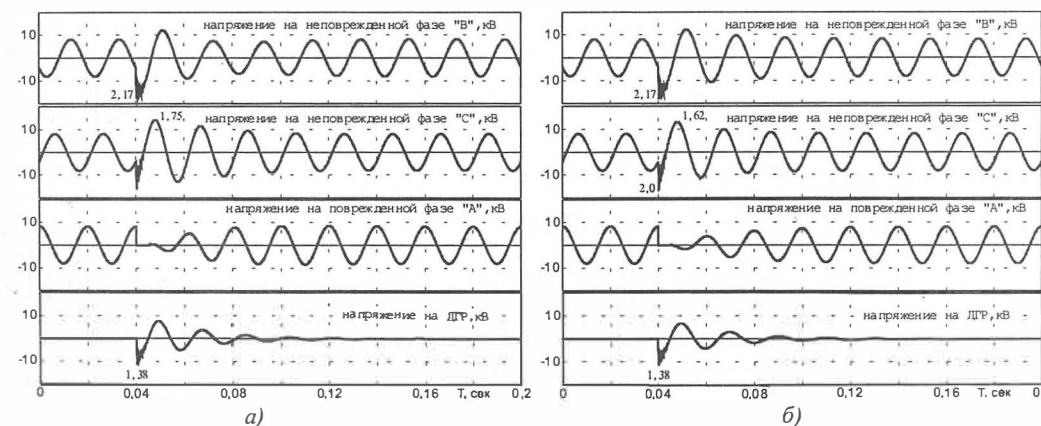 напряжение на неповрежденной фазе "В",кВ
10
-10
2,17
1,75,
напряжение на неповрежденной фазе "С",кВ
10
-10
напряжение на поврежденной фазе "А",кВ
10
-10
напряжение на ДГР,кВ
10
-10
1,38
0 0,04 0,08 0,12 0,16 Т, сек 0,2
а)
напряжение на неповрежденной фазе "В",кВ
10
-10
2,17
1,62,
напряжение на неповрежденной фазе "С",кВ
10
-10
2,0
напряжение на поврежденной фазе "А",кВ
10
-10
напряжение на ДГР,кВ
10
-10
1,38
0 0,04 0,08 0,12 0,16 Т, сек 0,
б)